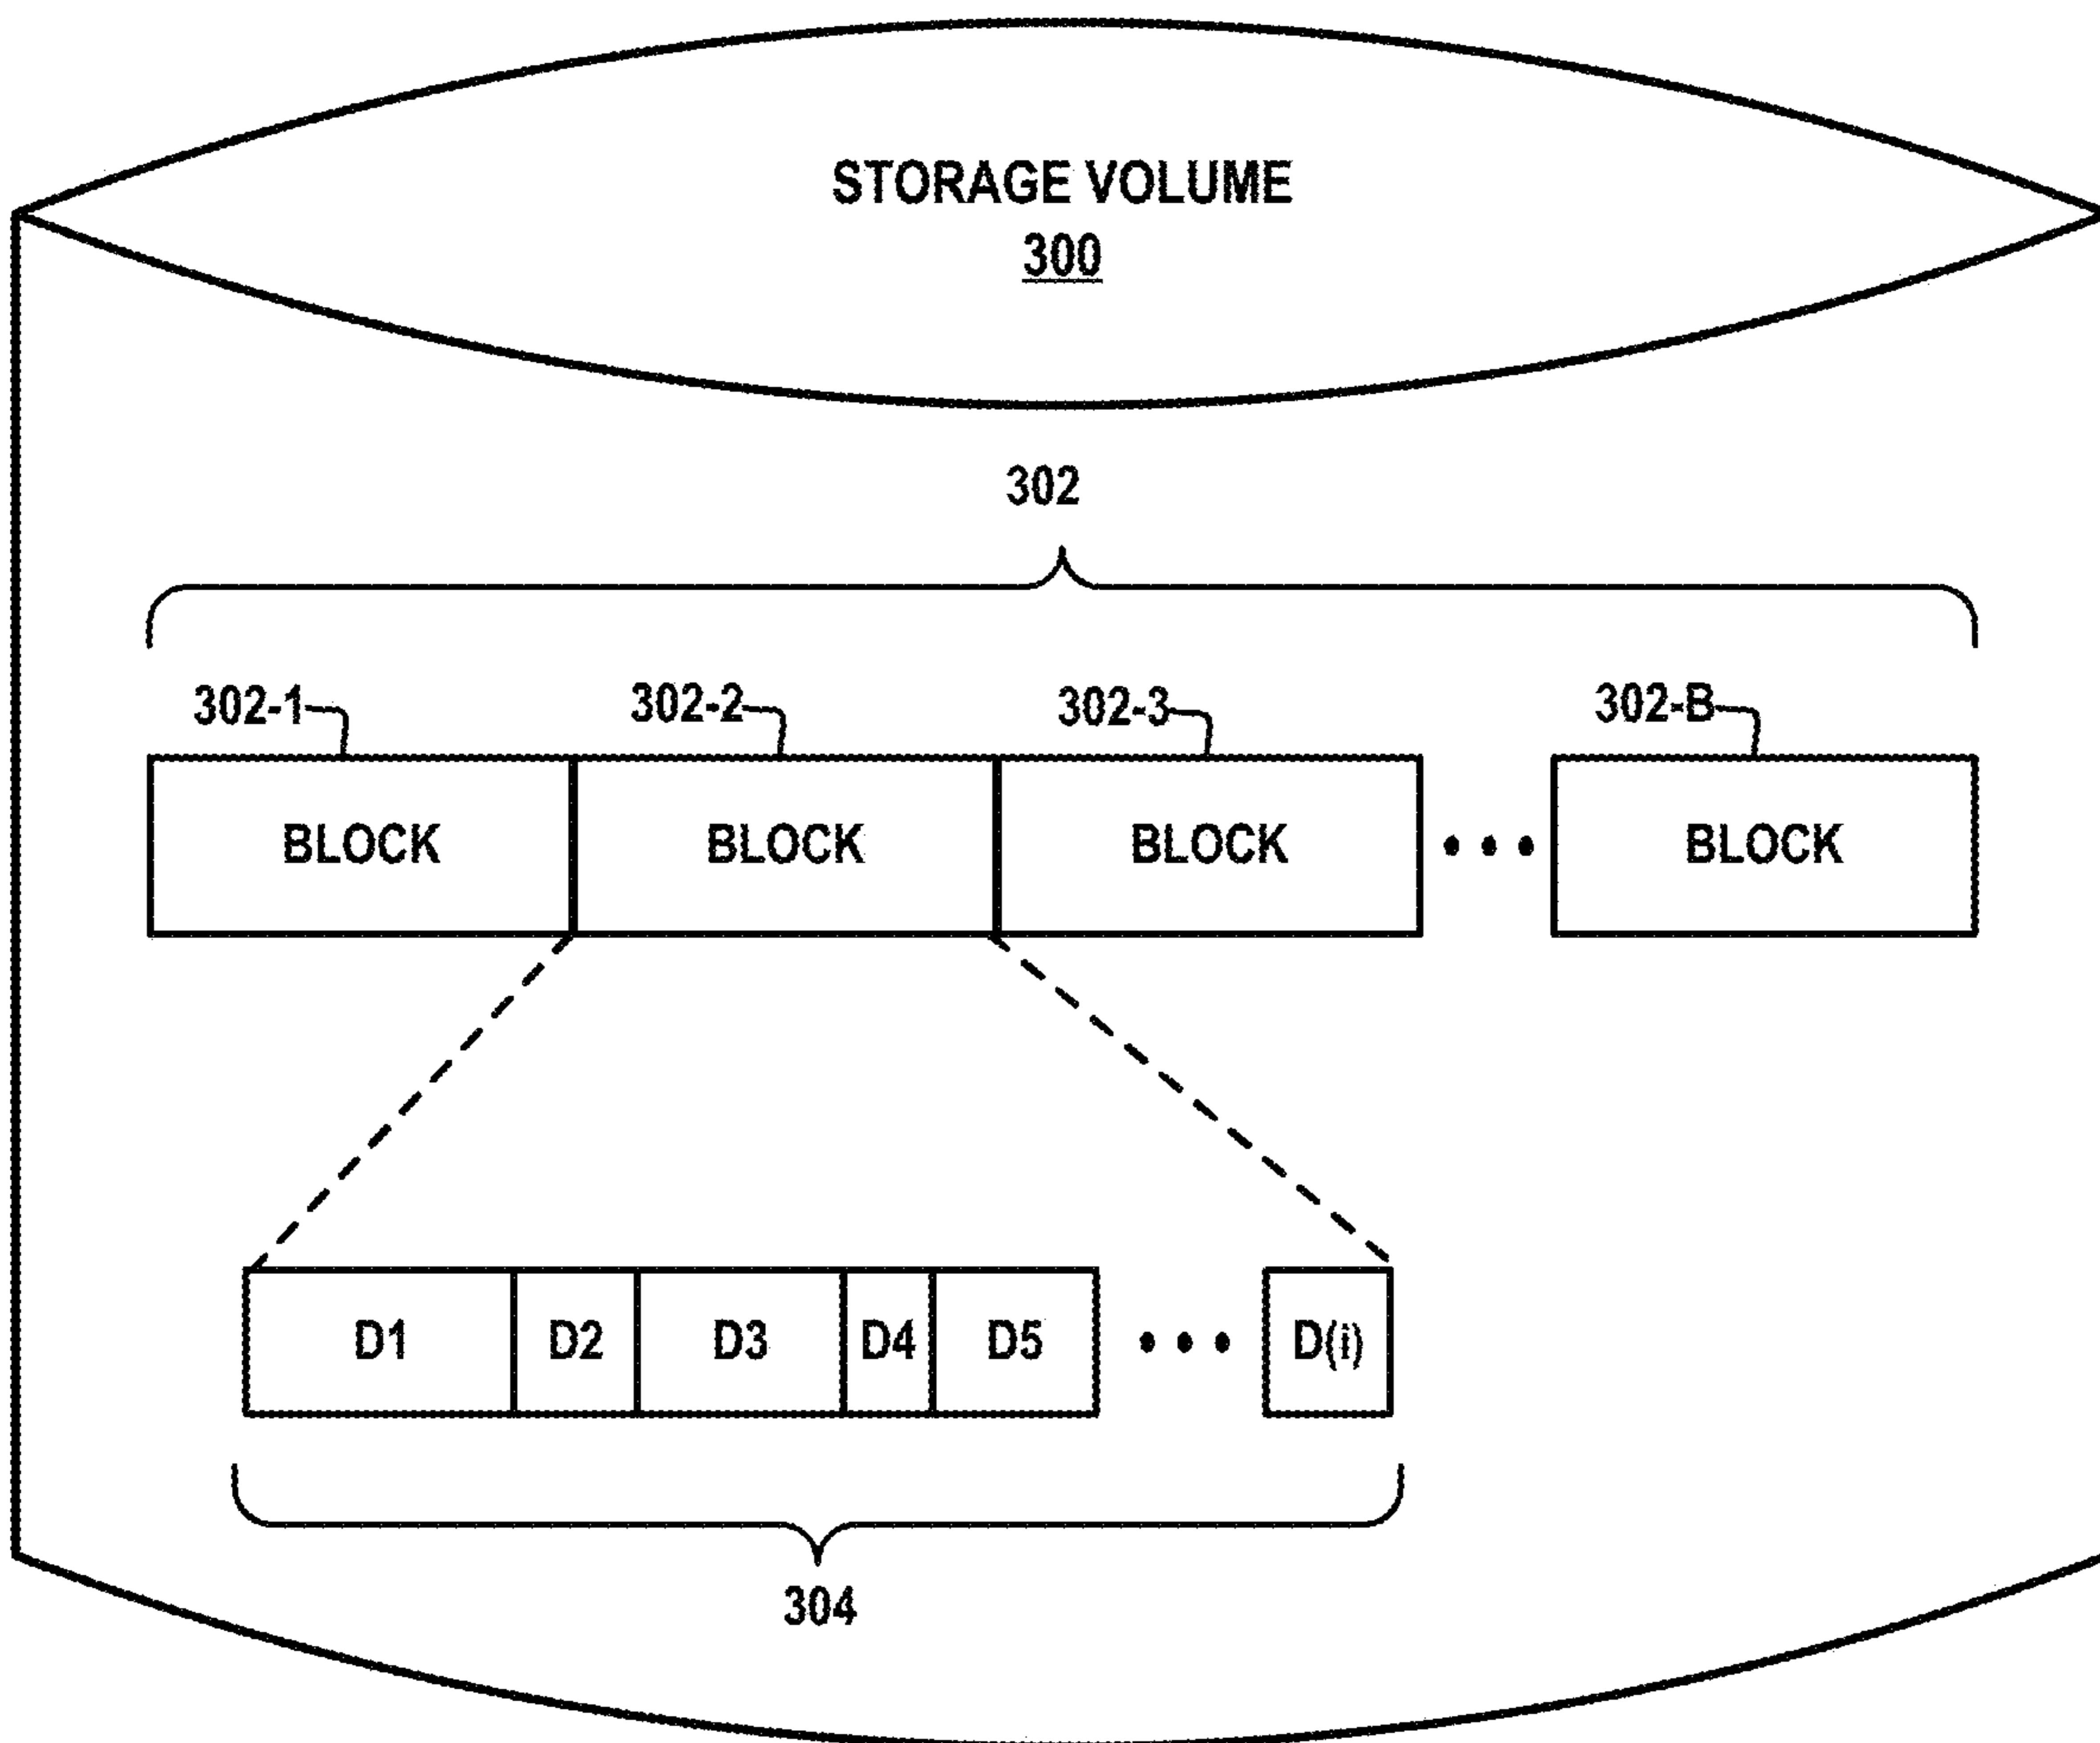 STORAGE VOLUME
300
302
302-1 302-2 302-3 302-B
BLOCK BLOCK BLOCK ••• BLOCK
D1 D2 D3 D4 D5 ••• D(i)
304